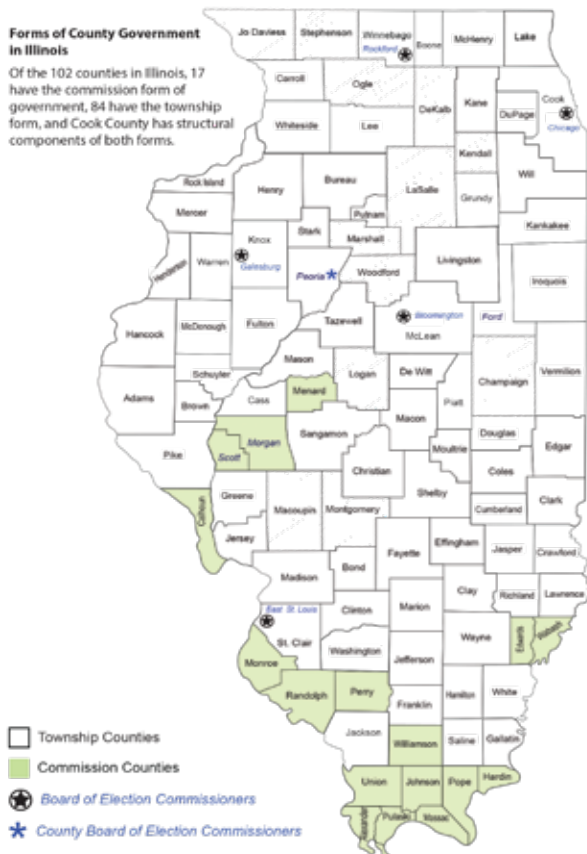 Forms of County Government
in Illinois
Of the 102 counties in Illinois, 17
have the commission form of
government, 84 have the township
form, and Cook County has structural
components of both forms.
Jo Daviess
Stephenson
Winnebago
Rockford
Boone
McHenry
Lake
Carroll
Ogle
DeKalb
Kane
Cook
Chicago
DuPage
Whiteside
Lee
Kendall
Will
Rock Island
Henry
Bureau
LaSalle
Grundy
Mercer
Putnam
Kankakee
Stark
Marshall
Knox
Galesburg
Henderson
Warren
Peoria
Woodford
Livingston
Iroquois
Hancock
McDonough
Fulton
Tazewell
Bloomington
McLean
Ford
Mason
Schuyler
Logan
De Witt
Champaign
Vermilion
Adams
Brown
Cass
Menard
Piatt
Macon
Pike
Scott
Morgan
Sangamon
Moultrie
Douglas
Edgar
Christian
Coles
Calhoun
Greene
Macoupin
Montgomery
Shelby
Cumberland
Clark
Jersey
Fayette
Effingham
Jasper
Crawford
Bond
Madison
Clay
Richland
Lawrence
East St. Louis
St. Clair
Clinton
Marion
Wayne
Edwards
Wabash
Washington
Monroe
Jefferson
Randolph
Perry
Franklin
Hamilton
White
Jackson
Williamson
Saline
Gallatin
Union
Johnson
Pope
Hardin
Alexander
Pulaski
Massac
Township Counties
Commission Counties
Board of Election Commissioners
County Board of Election Commissioners